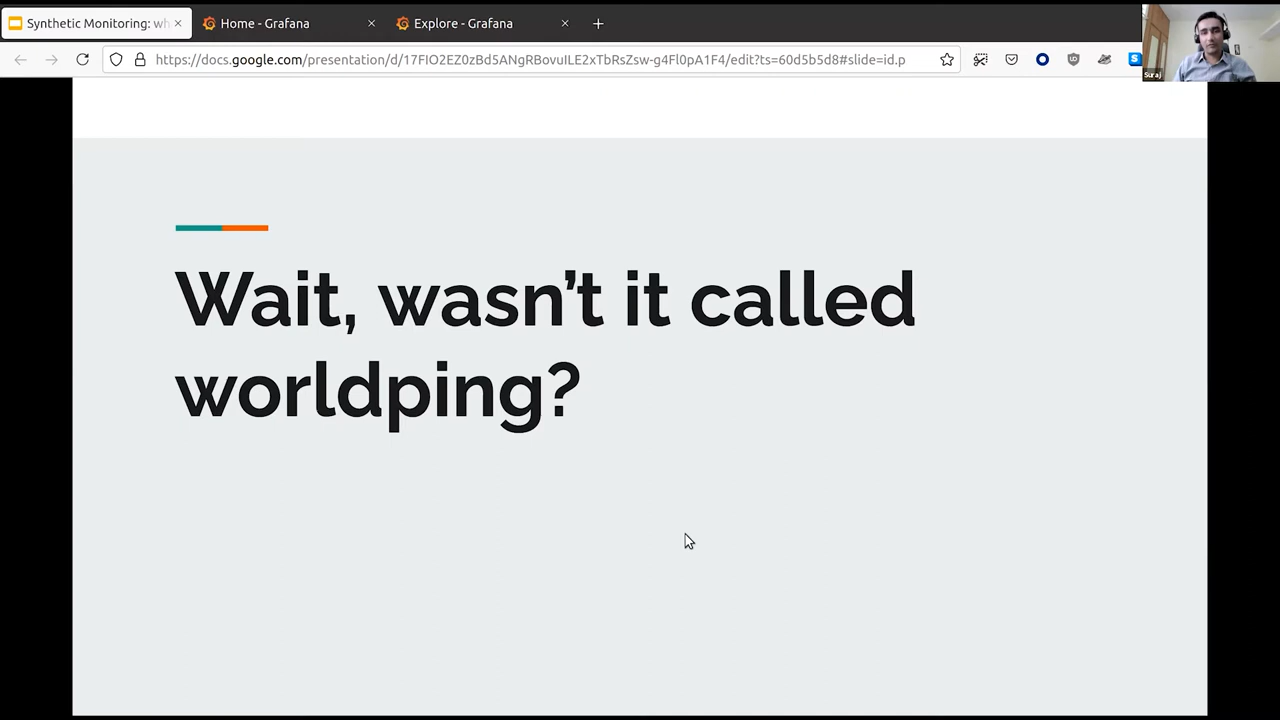 Synthetic Monitoring: wh
Home - Grafana
Explore - Grafana
https://docs.google.com/presentation/d/17FIO2EZ0zBd5ANgRBovuILE2xTbRsZsw-g4Fl0pA1F4/edit?ts=60d5b5d8#slide=id.p
Suraj
Wait, wasn't it called
worldping?